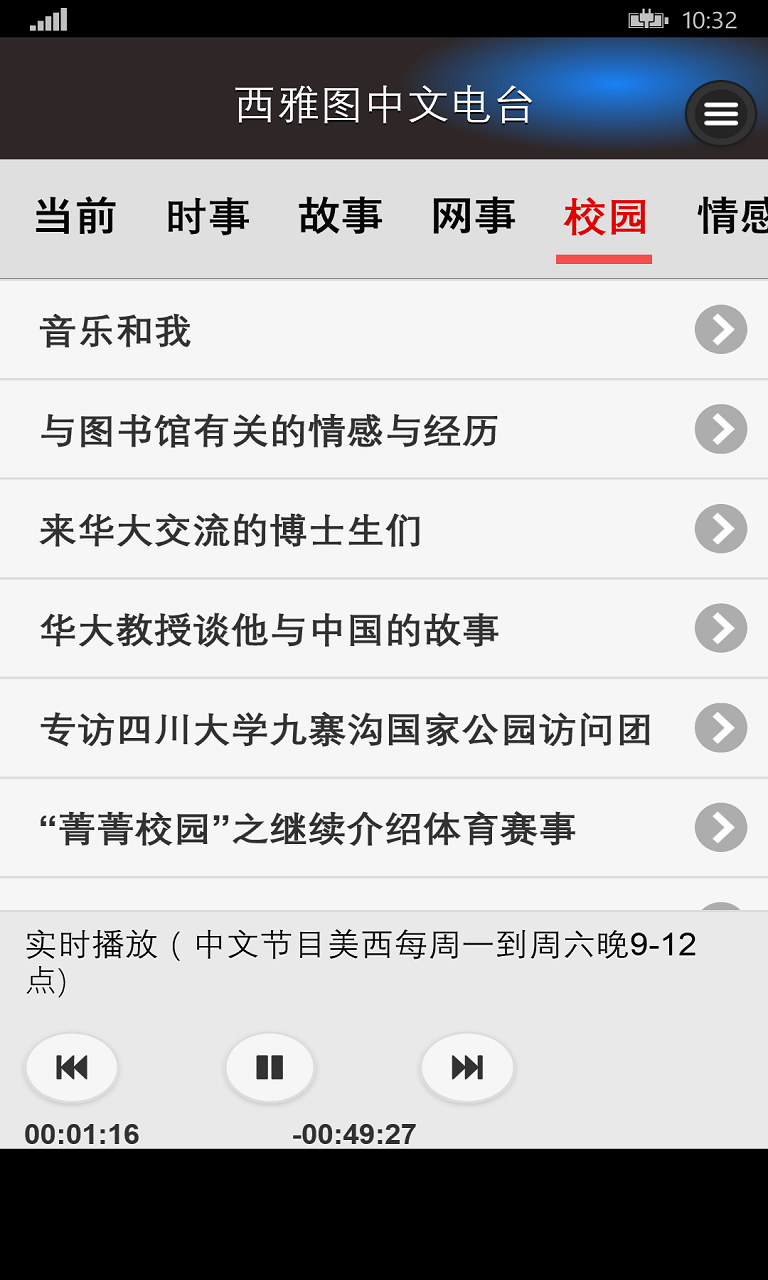 10:32
西雅图中文电台
当前 时事 故事 网事 校园 情感
音乐和我
与图书馆有关的情感与经历
来华大交流的博士生们
华大教授谈他与中国的故事
专访四川大学九寨沟国家公园访问团
“菁菁校园”之继续介绍体育赛事
实时播放（中文节目美西每周一到周六晚9-12
点)
00:01:16 -00:49:27